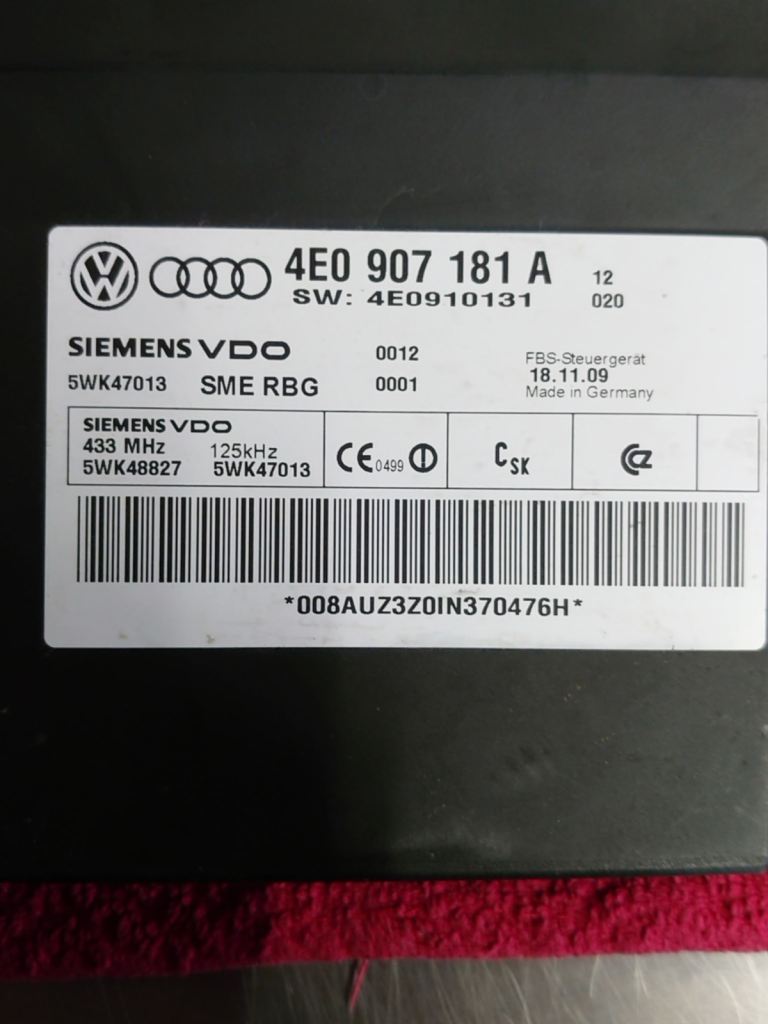 4E0 907 181 A 12
SW: 4E0910131 020
SIEMENS VDO 0012 FBS-Steuergerät
5WK47013 SME RBG 0001 18.11.09
Made in Germany
SIEMENS VDO
433 MHz 125kHz
5WK48827 5WK47013 CE 0499 CSK
*008AUZ3Z0IN370476H*